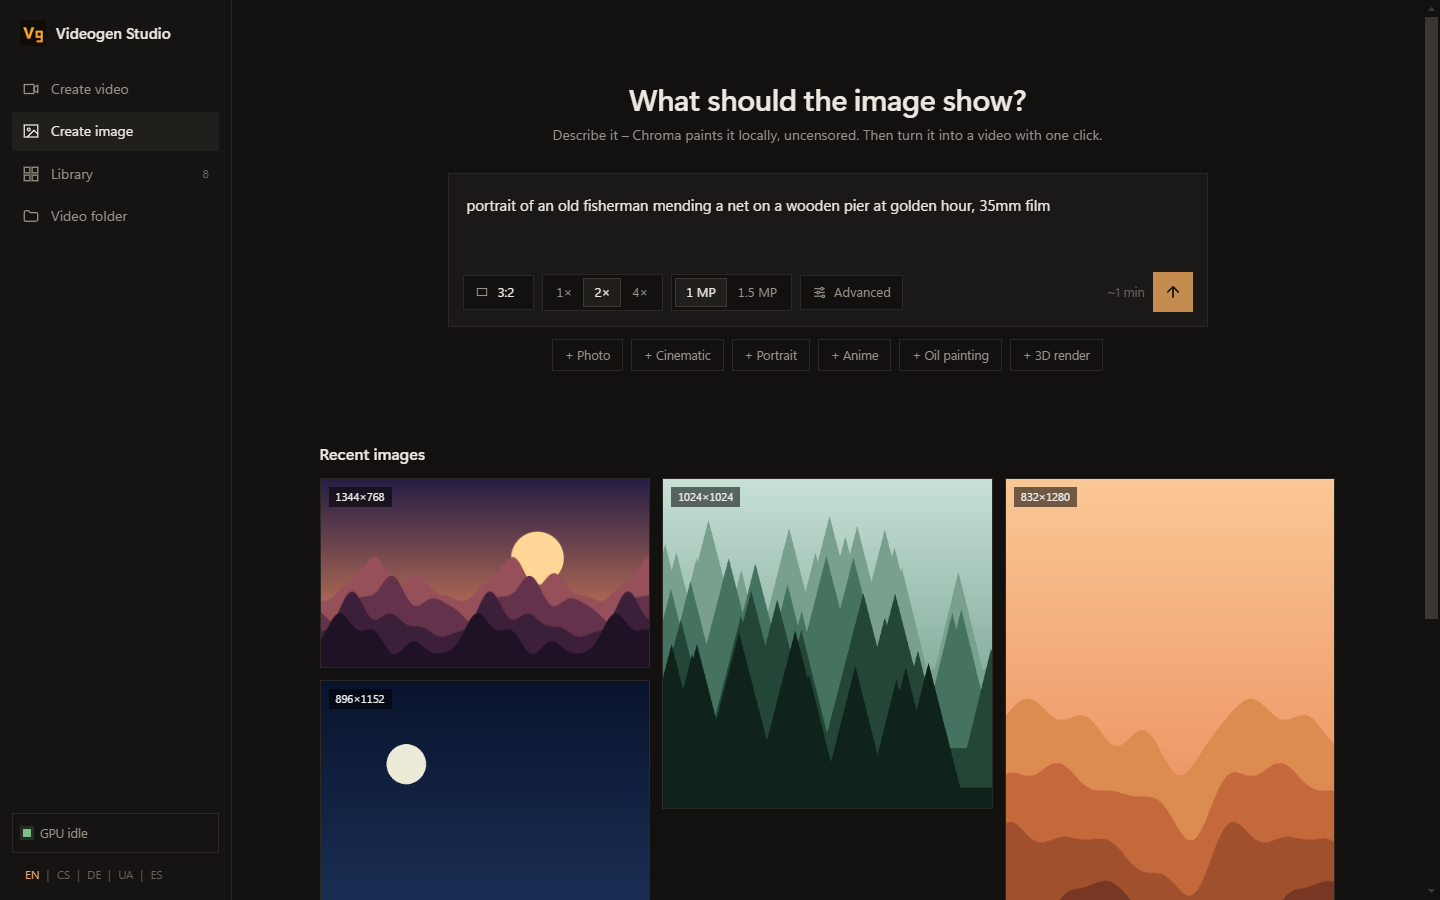 Vg Videogen Studio
Create video
Create image
Library 8
Video folder
GPU idle
EN | CS | DE | UA | ES
What should the image show?
Describe it – Chroma paints it locally, uncensored. Then turn it into a video with one click.
portrait of an old fisherman mending a net on a wooden pier at golden hour, 35mm film
3:2 1× 2× 4× 1 MP 1.5 MP Advanced ~1 min
+ Photo + Cinematic + Portrait + Anime + Oil painting + 3D render
Recent images
1344×768 1024×1024 832×1280
896×1152